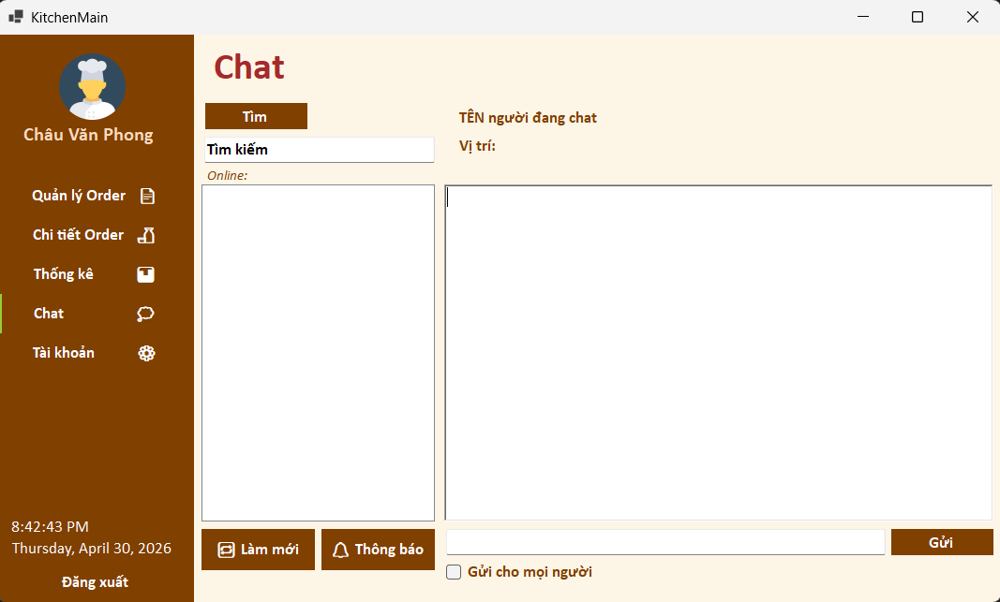 KitchenMain
Châu Văn Phong
Quản lý Order
Chi tiết Order
Thống kê
Chat
Tài khoản
8:42:43 PM
Thursday, April 30, 2026
Đăng xuất
Chat
Tìm
Tìm kiếm
Online:
TÊN người đang chat
Vị trí:
Làm mới
Thông báo
Gửi
Gửi cho mọi người